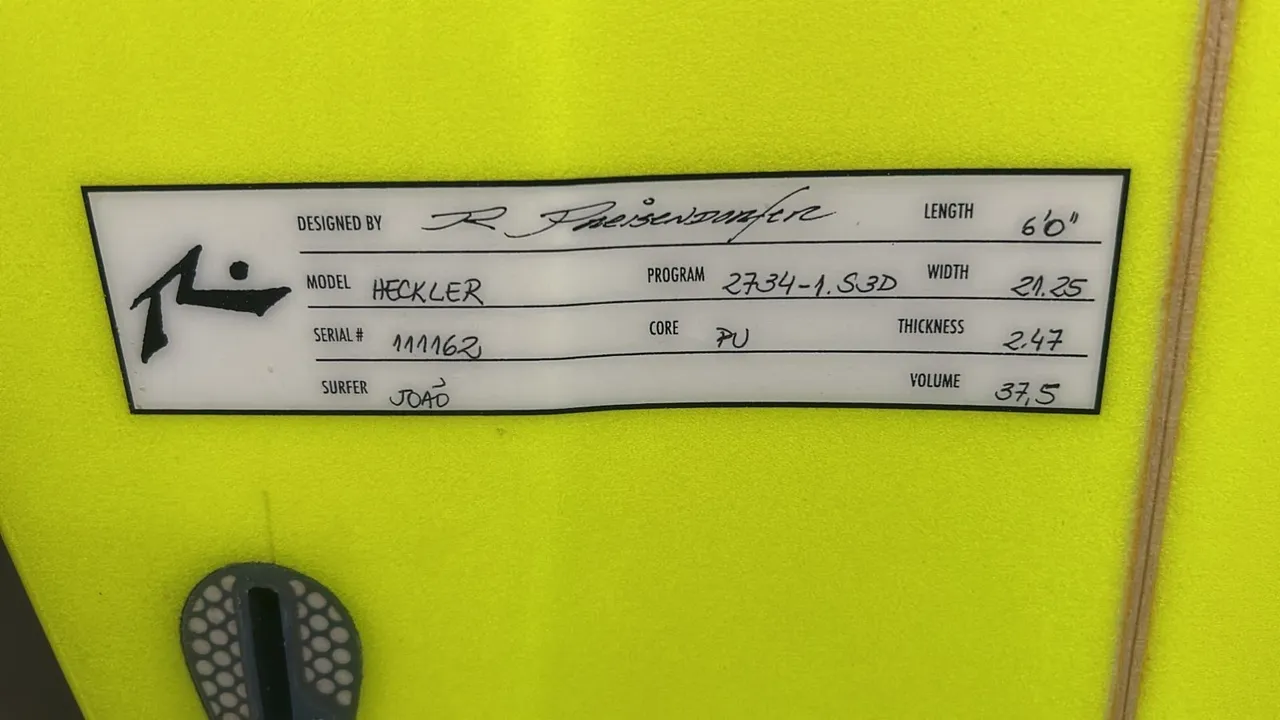 DESIGNED BY R Preisendorfer LENGTH 6'0"
MODEL HECKLER PROGRAM 2734-1.S3D WIDTH 21.25
SERIAL # 111162 CORE PU THICKNESS 2.47
SURFER JOÃO VOLUME 37,5